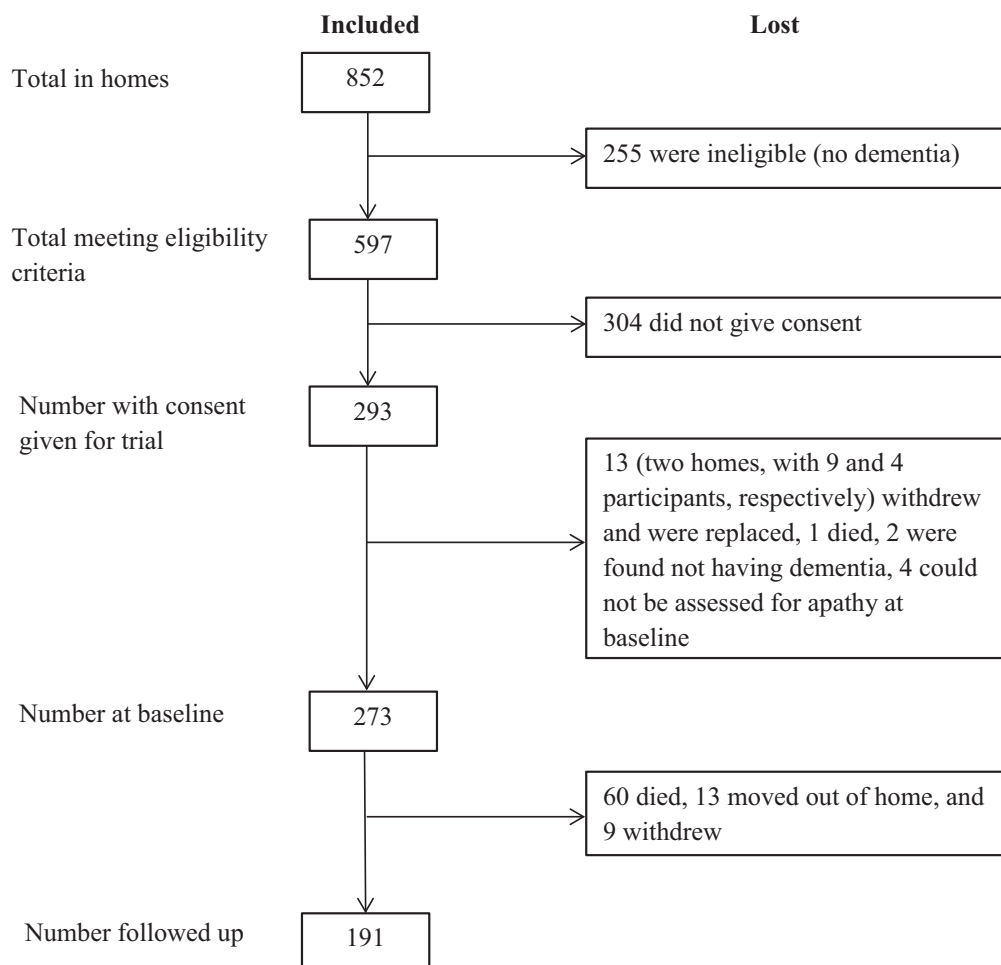 Included
Lost
Total in homes
852
255 were ineligible (no dementia)
Total meeting eligibility
criteria
597
304 did not give consent
Number with consent
given for trial
293
13 (two homes, with 9 and 4
participants, respectively) withdrew
and were replaced, 1 died, 2 were
found not having dementia, 4 could
not be assessed for apathy at
baseline
Number at baseline
273
60 died, 13 moved out of home, and
9 withdrew
Number followed up
191